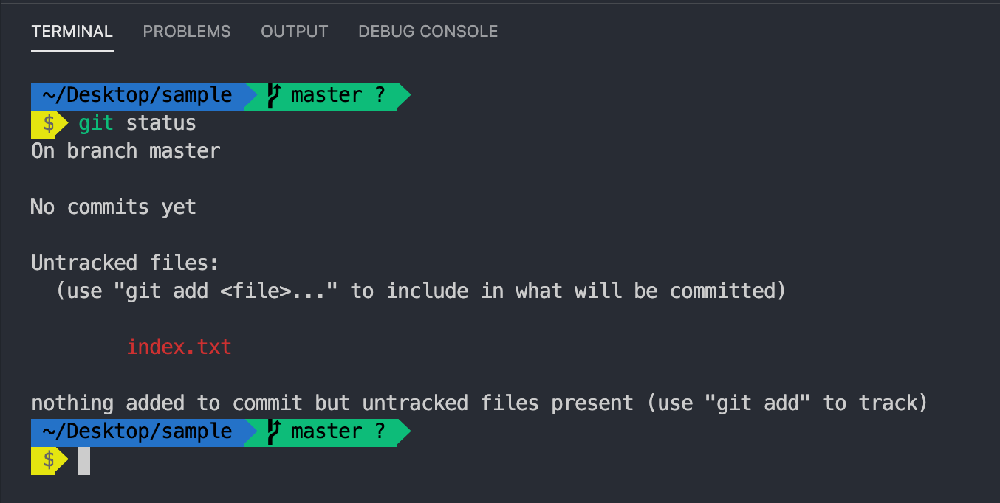 TERMINAL PROBLEMS OUTPUT DEBUG CONSOLE
~/Desktop/sample master ?
$ git status
On branch master
No commits yet
Untracked files:
(use "git add <file>..." to include in what will be committed)
index.txt
nothing added to commit but untracked files present (use "git add" to track)
~/Desktop/sample master ?
$